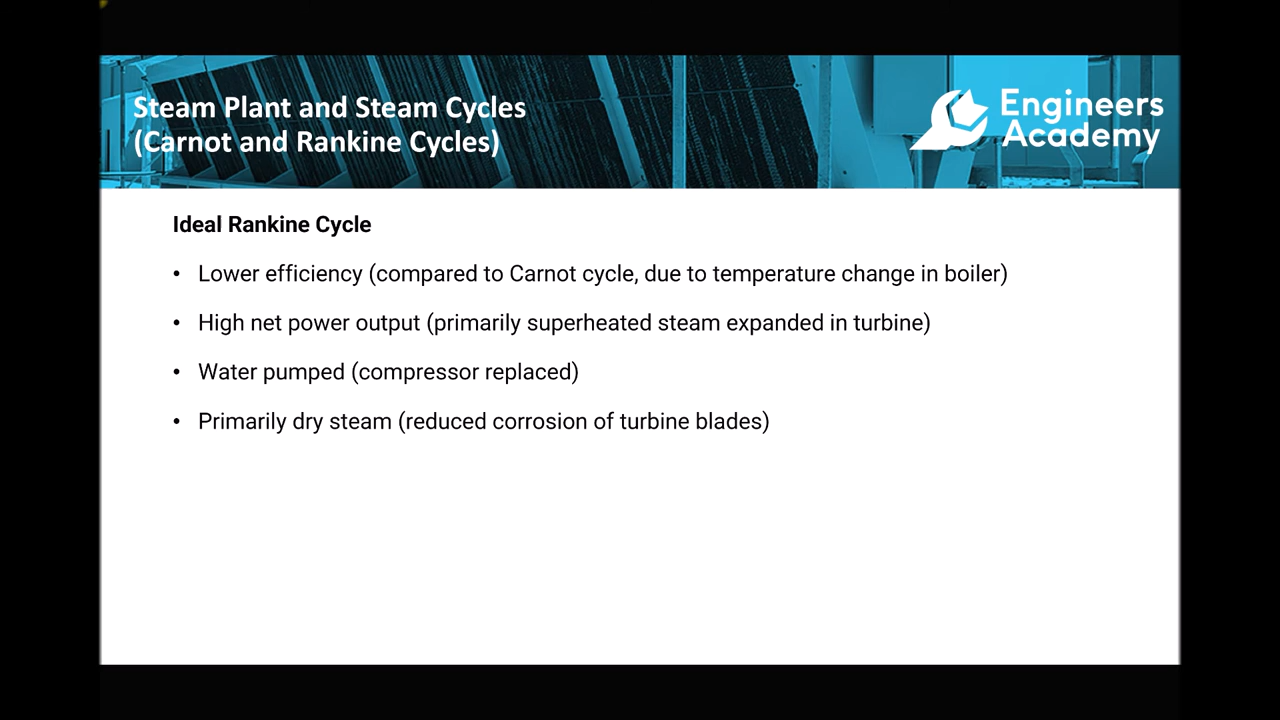 Steam Plant and Steam Cycles
(Carnot and Rankine Cycles)
Engineers
Academy
Ideal Rankine Cycle
• Lower efficiency (compared to Carnot cycle, due to temperature change in boiler)
• High net power output (primarily superheated steam expanded in turbine)
• Water pumped (compressor replaced)
• Primarily dry steam (reduced corrosion of turbine blades)